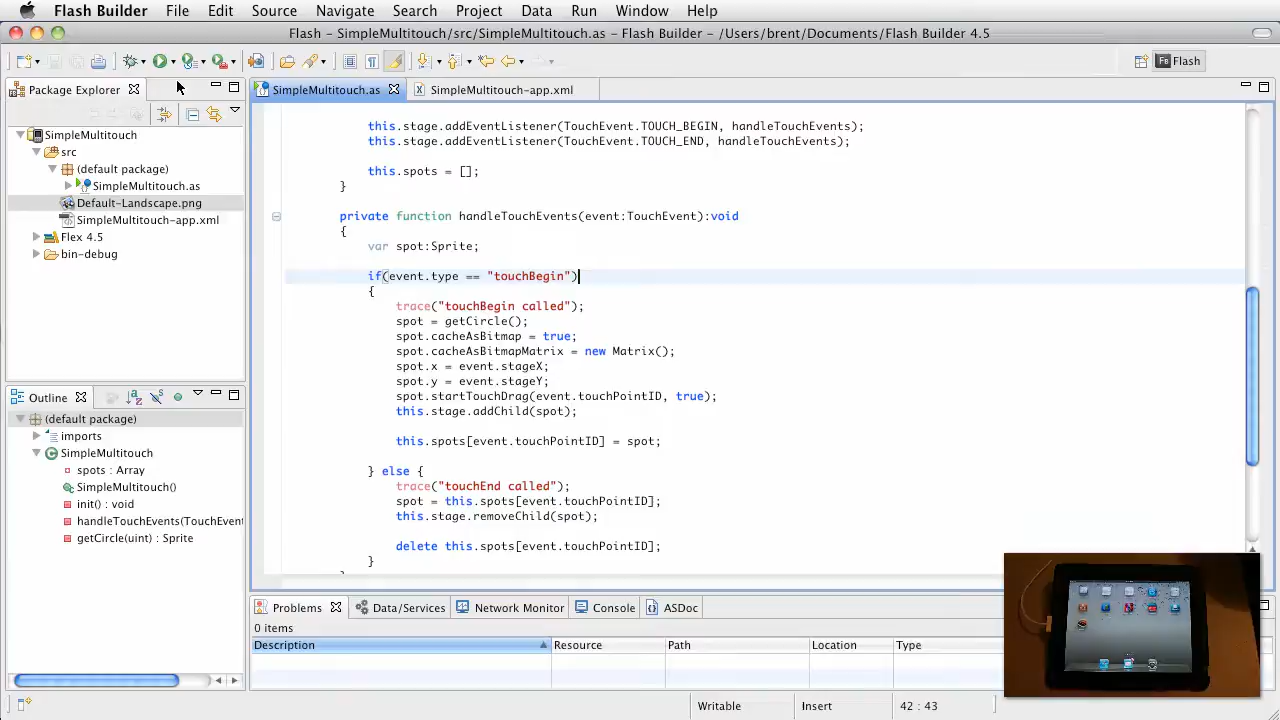 Flash Builder File Edit Source Navigate Search Project Data Run Window Help
Flash – SimpleMultitouch/src/SimpleMultitouch.as – Flash Builder – /Users/brent/Documents/Flash Builder 4.5
Flash
Package Explorer
SimpleMultitouch.as
SimpleMultitouch-app.xml
SimpleMultitouch
src
(default package)
SimpleMultitouch.as
Default-Landscape.png
SimpleMultitouch-app.xml
Flex 4.5
bin-debug
this.stage.addEventListener(TouchEvent.TOUCH_BEGIN, handleTouchEvents);
this.stage.addEventListener(TouchEvent.TOUCH_END, handleTouchEvents);
this.spots = [];
}
private function handleTouchEvents(event:TouchEvent):void
{
var spot:Sprite;
if(event.type == "touchBegin")
{
trace("touchBegin called");
spot = getCircle();
spot.cacheAsBitmap = true;
spot.cacheAsBitmapMatrix = new Matrix();
spot.x = event.stageX;
spot.y = event.stageY;
spot.startTouchDrag(event.touchPointID, true);
this.stage.addChild(spot);
this.spots[event.touchPointID] = spot;
} else {
trace("touchEnd called");
spot = this.spots[event.touchPointID];
this.stage.removeChild(spot);
delete this.spots[event.touchPointID];
}
Outline
(default package)
imports
SimpleMultitouch
spots : Array
SimpleMultitouch()
init() : void
handleTouchEvents(TouchEvent
getCircle(uint) : Sprite
Problems Data/Services Network Monitor Console ASDoc
0 items
Description Resource Path Location Type
Writable Insert 42 : 43